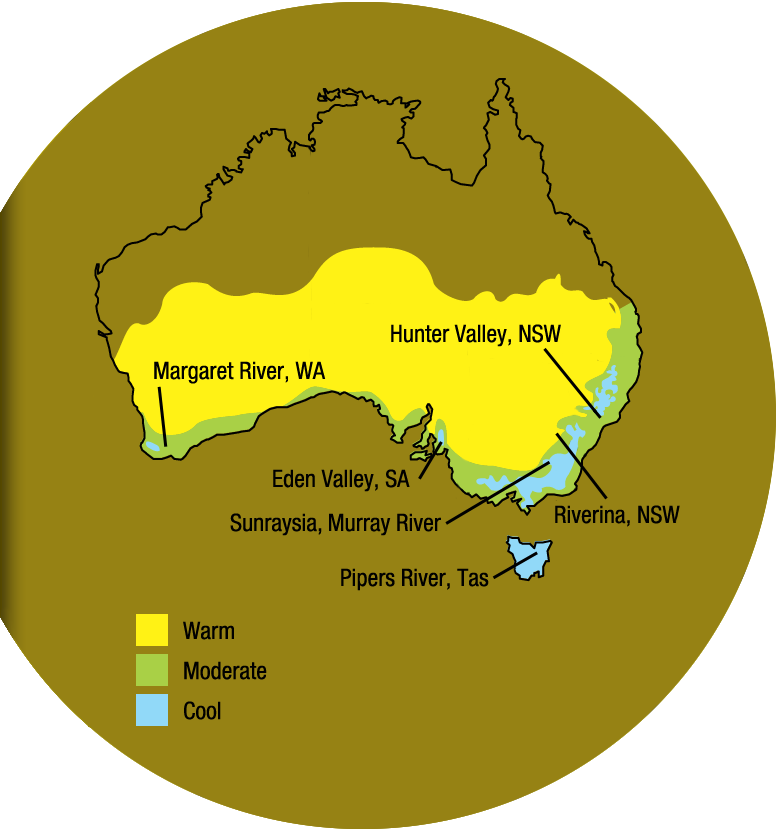 Hunter Valley, NSW
Margaret River, WA
Eden Valley, SA
Sunraysia, Murray River
Riverina, NSW
Pipers River, Tas
Warm
Moderate
Cool